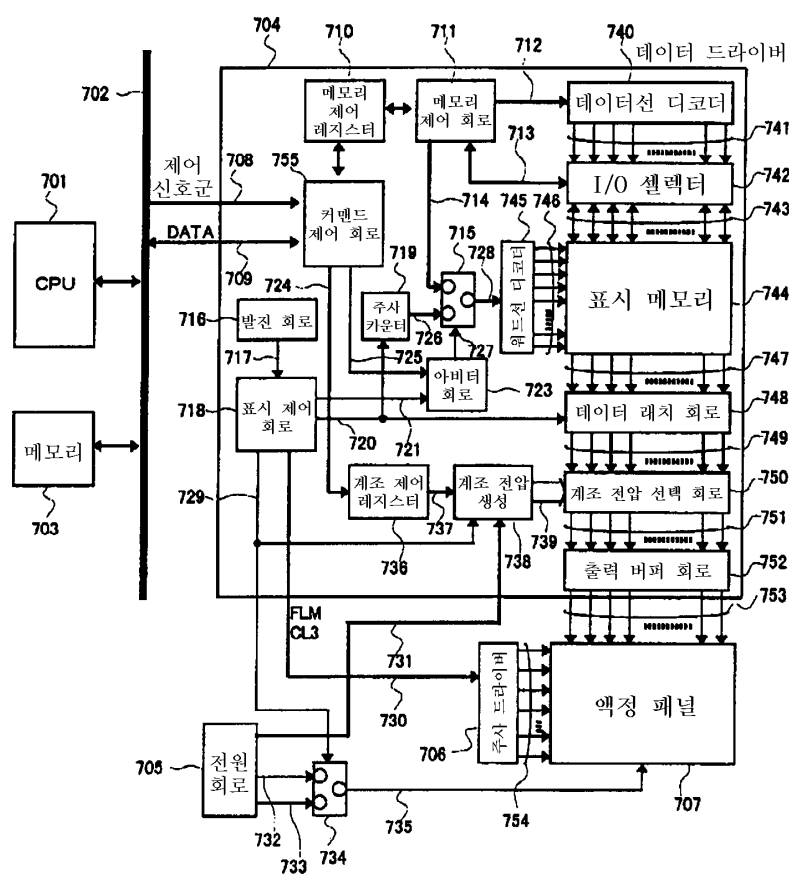 704
710
711
712
740
데이터 드라이버
702
메모리
제어
레지스터
메모리
제어 회로
데이터선 디코더
741
713
제어
신호군
708
755
I/O 셀렉터
742
701
714
745
746
743
커맨드
제어 회로
715
728
DATA
709
CPU
724
719
워드선 디코더
표시 메모리
744
716
발진 회로
주사
카운터
726
727
717
725
747
아비터
회로
723
718
표시 제어
회로
데이터 래치 회로
748
720
721
메모리
749
729
703
계조 제어
레지스터
737
계조 전압
생성
계조 전압 선택 회로
750
739
751
736
738
출력 버퍼 회로
752
753
FLM
CL3
731
주사 드라이버
액정 패널
730
706
705
전원
회로
732
733
734
735
754
707